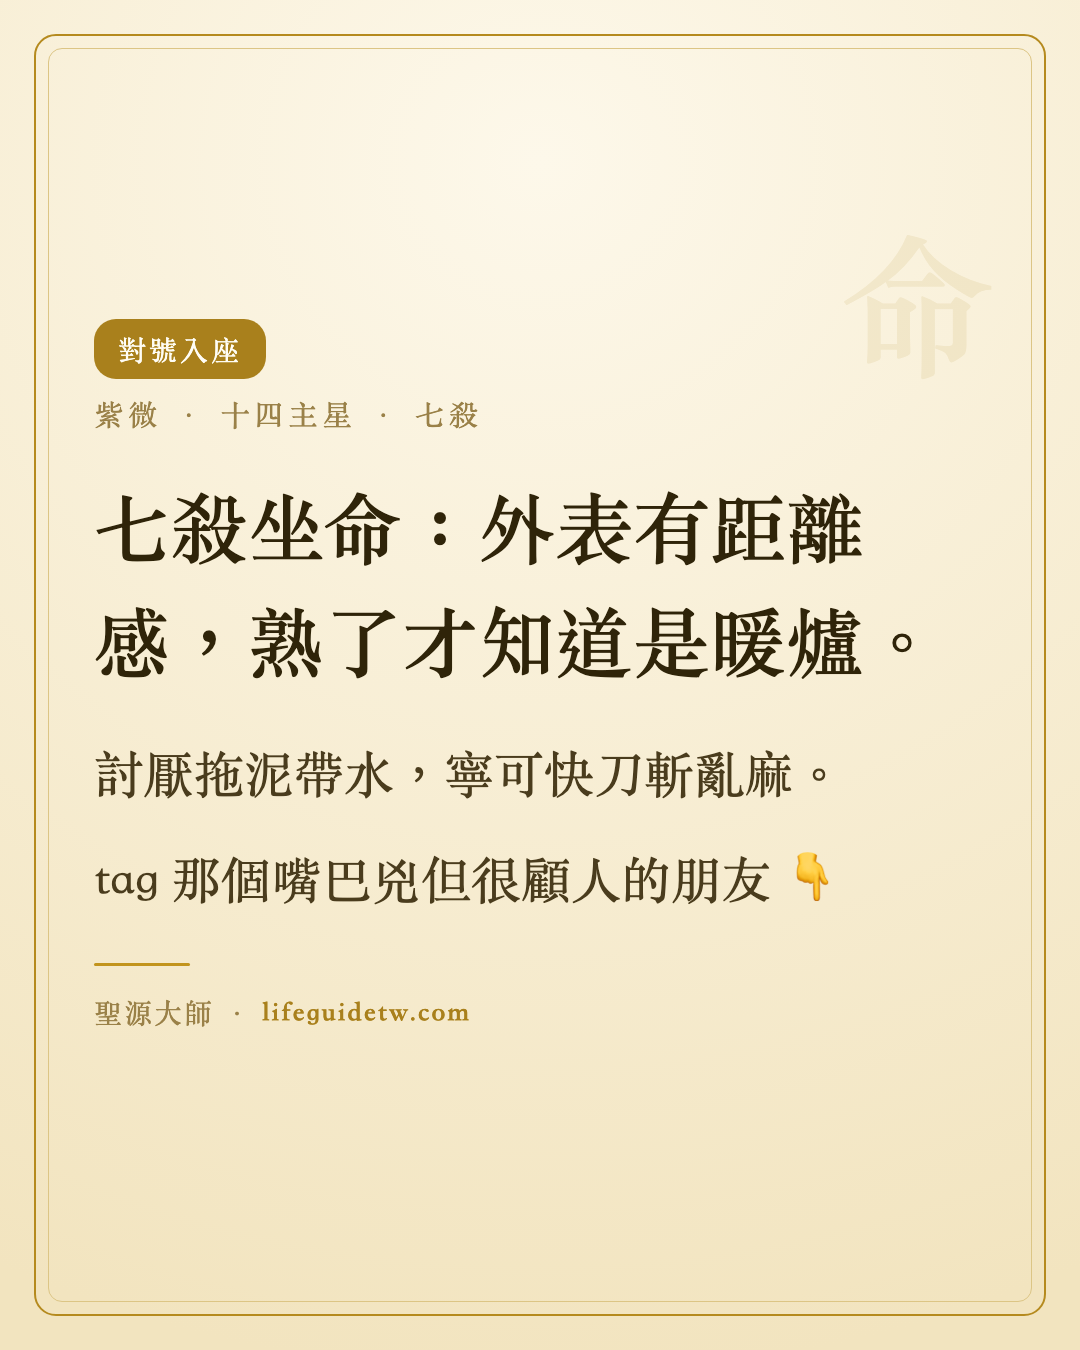 命
對號入座
紫微 · 十四主星 · 七殺
七殺坐命：外表有距離
感，熟了才知道是暖爐。
討厭拖泥帶水，寧可快刀斬亂麻。
tag 那個嘴巴兇但很顧人的朋友 👇
聖源大師 · lifeguidetw.com